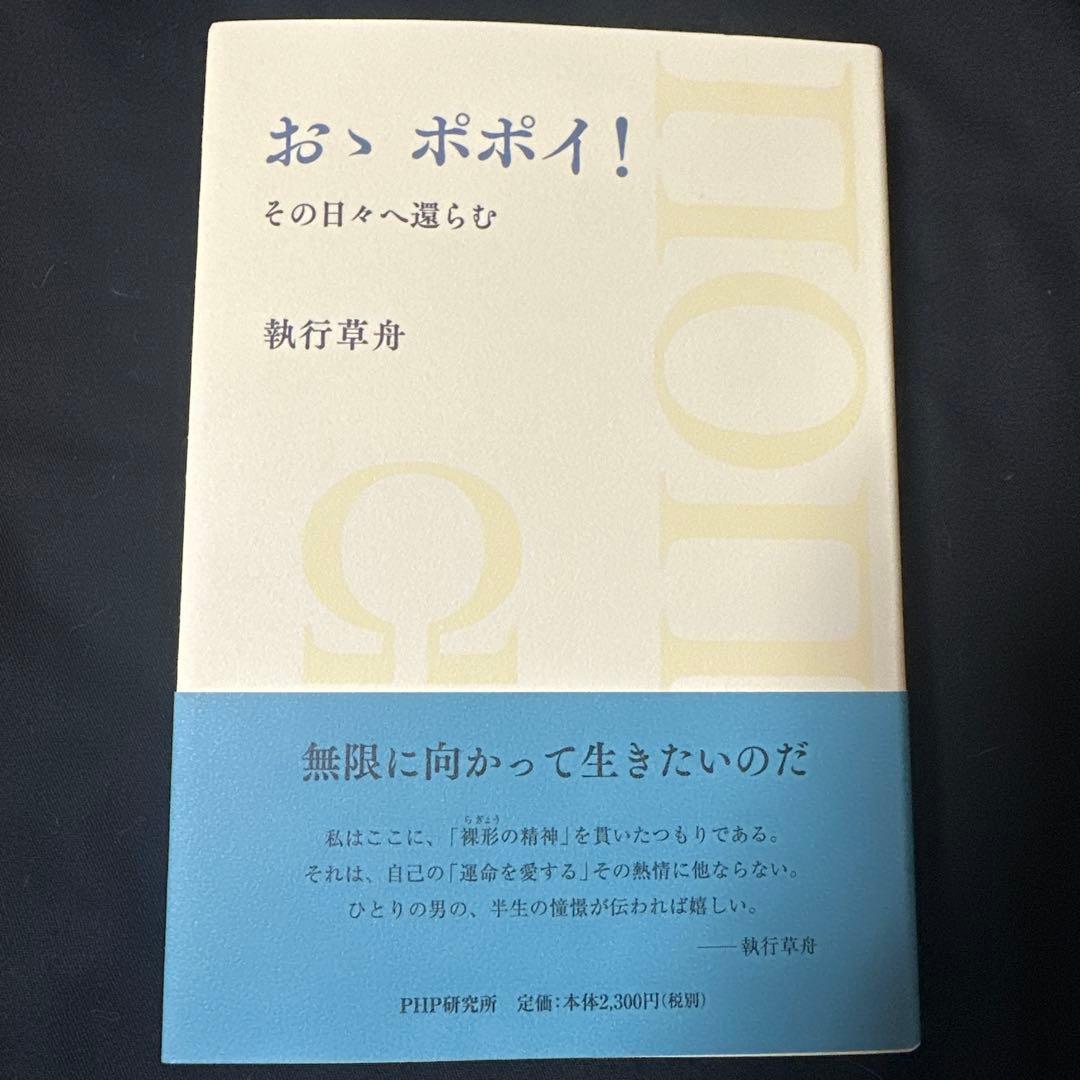 おゝ ポポイ！
その日々へ還らむ
執行草舟
ΠΟΠ
Ω
無限に向かって生きたいのだ
私はここに、「裸形の精神」を貫いたつもりである。
らぎょう
それは、自己の「運命を愛する」その熱情に他ならない。
ひとりの男の、半生の憧憬が伝われば嬉しい。
──執行草舟
PHP研究所　定価：本体2,300円（税別）